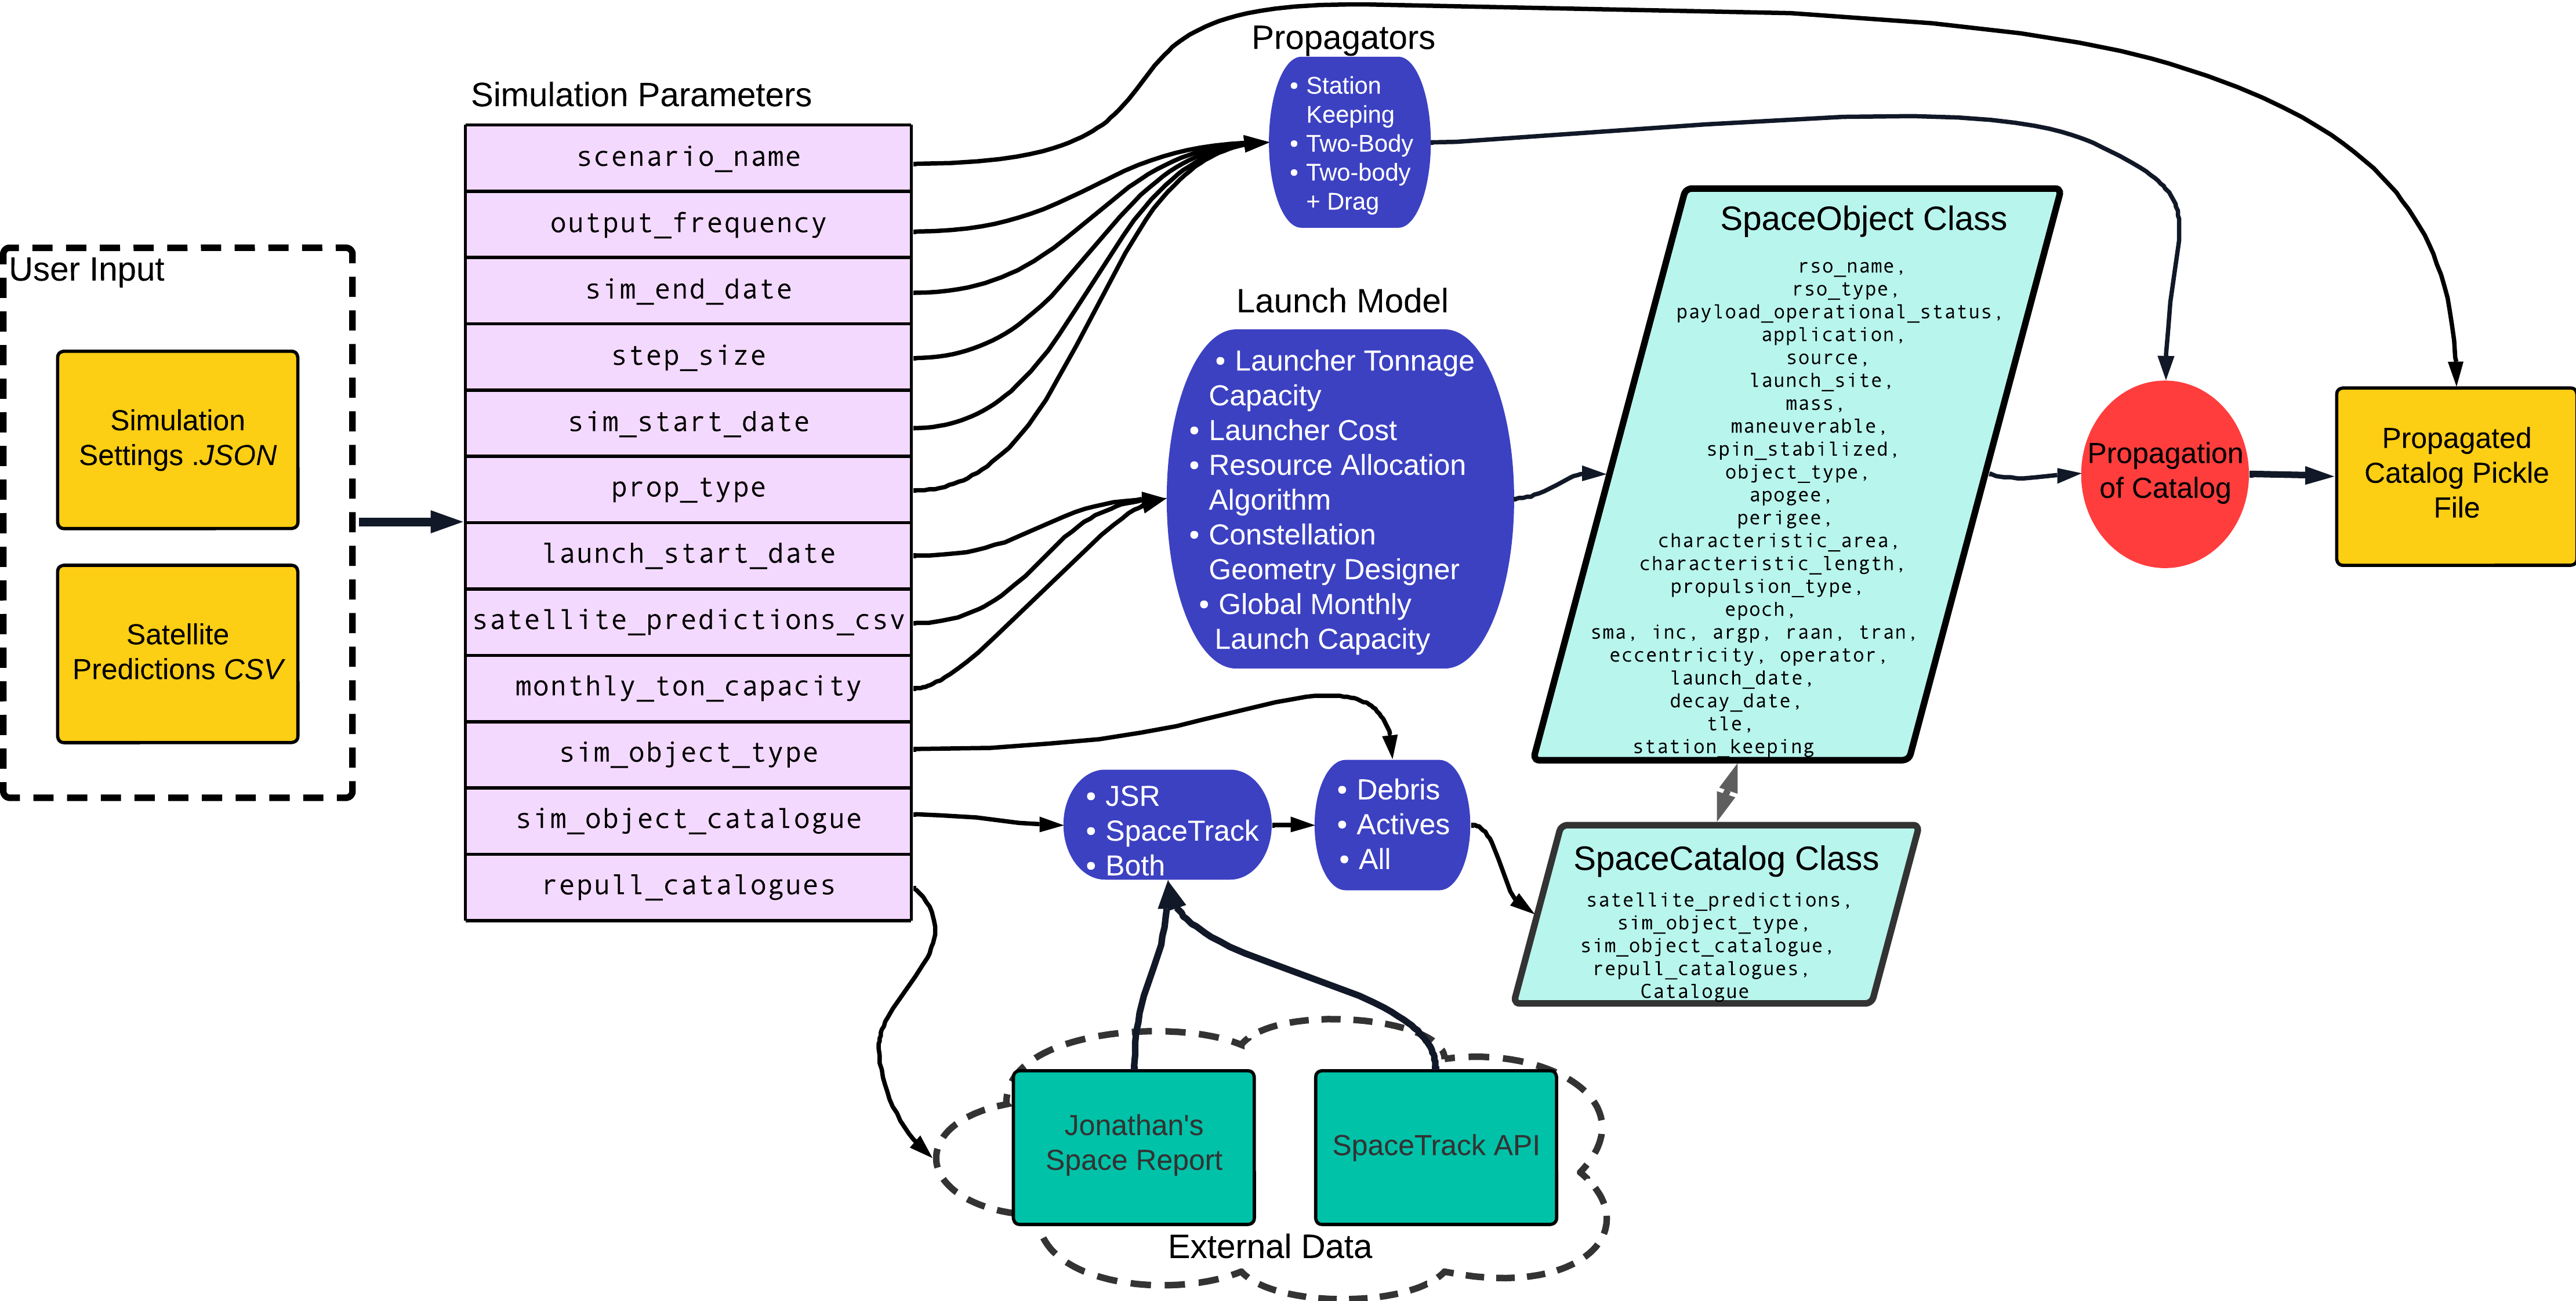 User Input
Simulation
Settings .JSON
Satellite
Predictions CSV
Simulation Parameters
scenario_name
output_frequency
sim_end_date
step_size
sim_start_date
prop_type
launch_start_date
satellite_predictions_csv
monthly_ton_capacity
sim_object_type
sim_object_catalogue
repull_catalogues
Propagators
• Station
Keeping
• Two-Body
• Two-body
+ Drag
Launch Model
• Launcher Tonnage
Capacity
• Launcher Cost
• Resource Allocation
Algorithm
• Constellation
Geometry Designer
• Global Monthly
Launch Capacity
• JSR
• SpaceTrack
• Both
• Debris
• Actives
• All
Jonathan's
Space Report
SpaceTrack API
External Data
SpaceObject Class
rso_name,
rso_type,
payload_operational_status,
application,
source,
launch_site,
mass,
maneuverable,
spin_stabilized,
object_type,
apogee,
perigee,
characteristic_area,
characteristic_length,
propulsion_type,
epoch,
sma, inc, argp, raan, tran,
eccentricity, operator,
launch_date,
decay_date,
tle,
station_keeping
SpaceCatalog Class
satellite_predictions,
sim_object_type,
sim_object_catalogue,
repull_catalogues,
Catalogue
Propagation
of Catalog
Propagated
Catalog Pickle
File